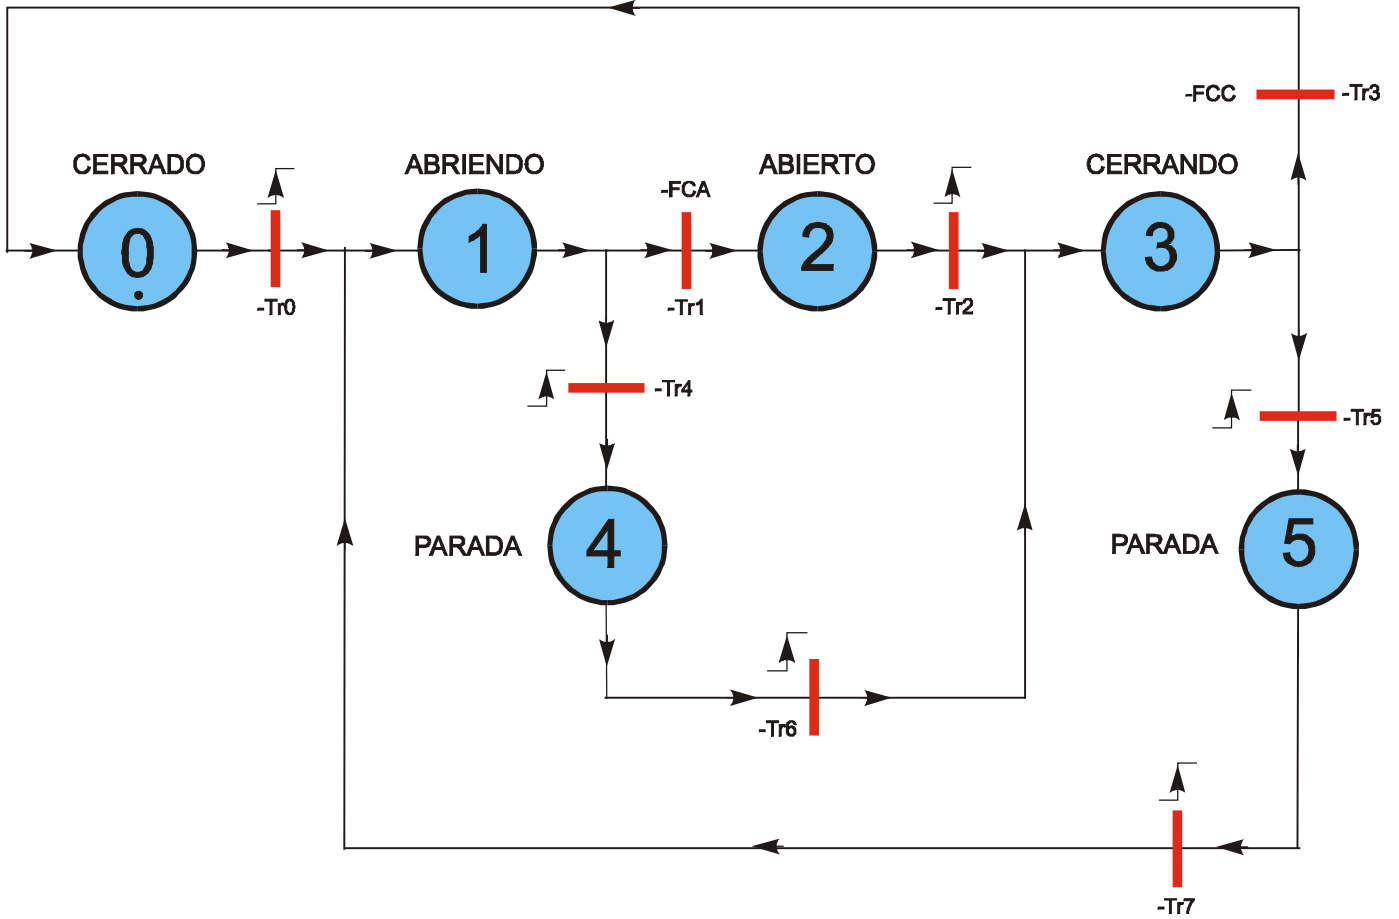 -FCC
-Tr3
CERRADO
ABRIENDO
ABIERTO
CERRANDO
-FCA
0
1
2
3
-Tr0
-Tr1
-Tr2
-Tr4
-Tr5
PARADA
4
PARADA
5
-Tr6
-Tr7